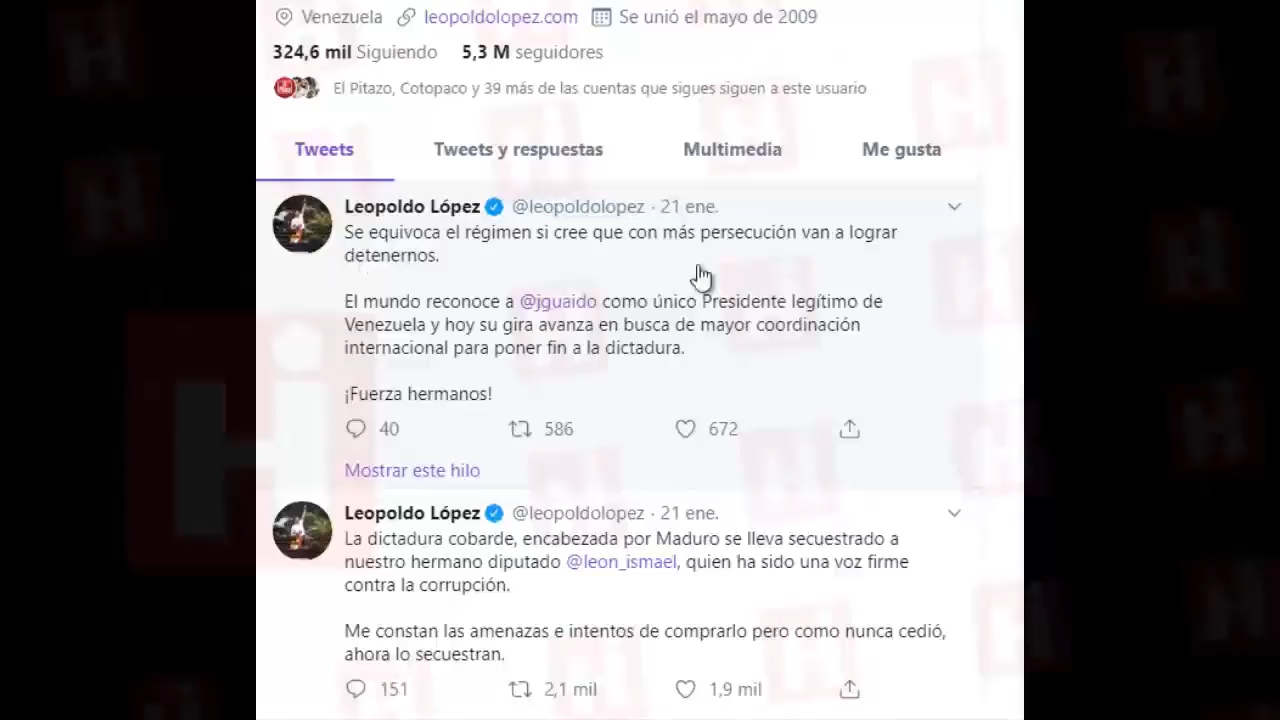 Venezuela leopoldolopez.com Se unió el mayo de 2009
324,6 mil Siguiendo 5,3 M seguidores
El Pitazo, Cotopaco y 39 más de las cuentas que sigues siguen a este usuario
Tweets Tweets y respuestas Multimedia Me gusta
Leopoldo López @leopoldolopez · 21 ene.
Se equivoca el régimen si cree que con más persecución van a lograr
detenernos.
El mundo reconoce a @jguaido como único Presidente legítimo de
Venezuela y hoy su gira avanza en busca de mayor coordinación
internacional para poner fin a la dictadura.
¡Fuerza hermanos!
40 586 672
Mostrar este hilo
Leopoldo López @leopoldolopez · 21 ene.
La dictadura cobarde, encabezada por Maduro se lleva secuestrado a
nuestro hermano diputado @leon_ismael, quien ha sido una voz firme
contra la corrupción.
Me constan las amenazas e intentos de comprarlo pero como nunca cedió,
ahora lo secuestran.
151 2,1 mil 1,9 mil